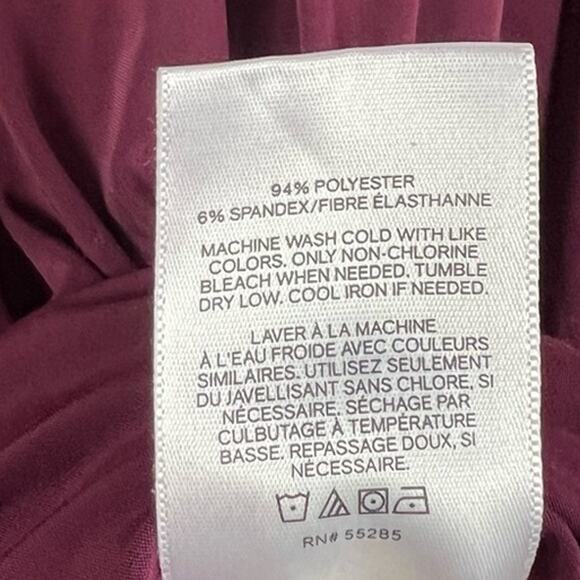 94% POLYESTER
6% SPANDEX/FIBRE ÉLASTHANNE
MACHINE WASH COLD WITH LIKE
COLORS. ONLY NON-CHLORINE
BLEACH WHEN NEEDED. TUMBLE
DRY LOW. COOL IRON IF NEEDED.
LAVER À LA MACHINE
À L'EAU FROIDE AVEC COULEURS
SIMILAIRES. UTILISEZ SEULEMENT
DU JAVELLISANT SANS CHLORE, SI
NÉCESSAIRE. SÉCHAGE PAR
CULBUTAGE À TEMPÉRATURE
BASSE. REPASSAGE DOUX, SI
NÉCESSAIRE.
RN# 55285